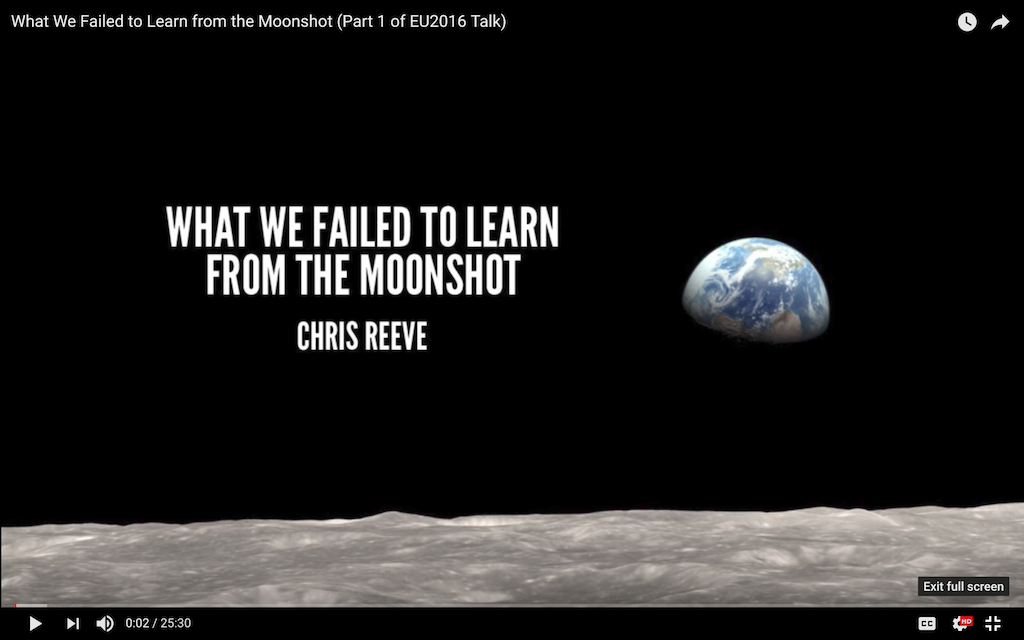 What We Failed to Learn from the Moonshot (Part 1 of EU2016 Talk)
WHAT WE FAILED TO LEARN
FROM THE MOONSHOT
CHRIS REEVE
Exit full screen
0:02 / 25:30
CC
HD